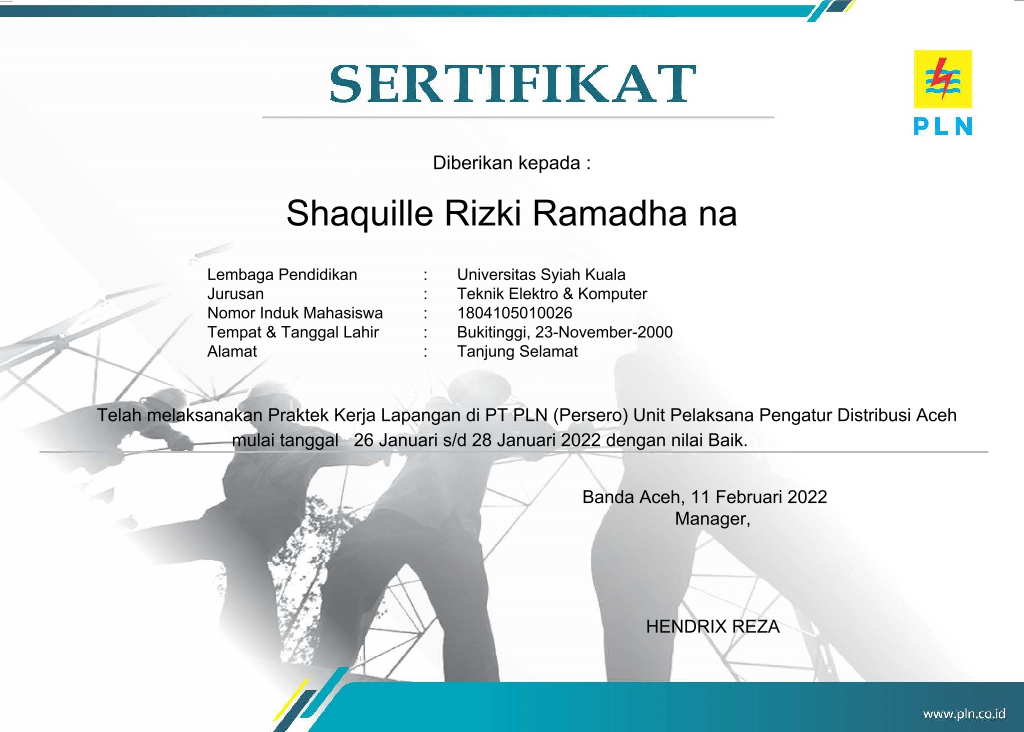 SERTIFIKAT
PLN
Diberikan kepada :
Shaquille Rizki Ramadha na
Lembaga Pendidikan : Universitas Syiah Kuala
Jurusan : Teknik Elektro & Komputer
Nomor Induk Mahasiswa : 1804105010026
Tempat & Tanggal Lahir : Bukitinggi, 23-November-2000
Alamat : Tanjung Selamat
Telah melaksanakan Praktek Kerja Lapangan di PT PLN (Persero) Unit Pelaksana Pengatur Distribusi Aceh
mulai tanggal 26 Januari s/d 28 Januari 2022 dengan nilai Baik.
Banda Aceh, 11 Februari 2022
Manager,
HENDRIX REZA
www.pln.co.id